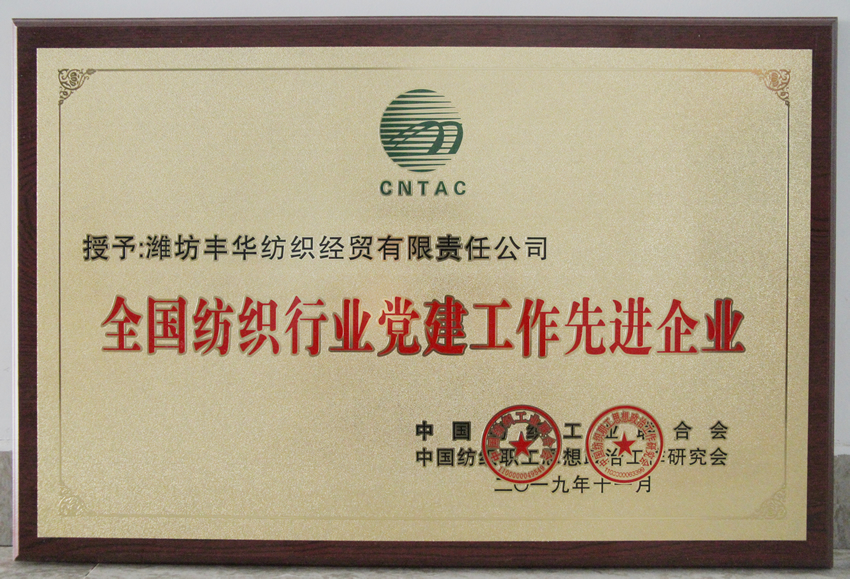 CNTAC
授予:潍坊丰华纺织经贸有限责任公司
全国纺织行业党建工作先进企业
中国纺织工业联合会
中国纺织职工思想政治工作研究会
二〇一九年十一月